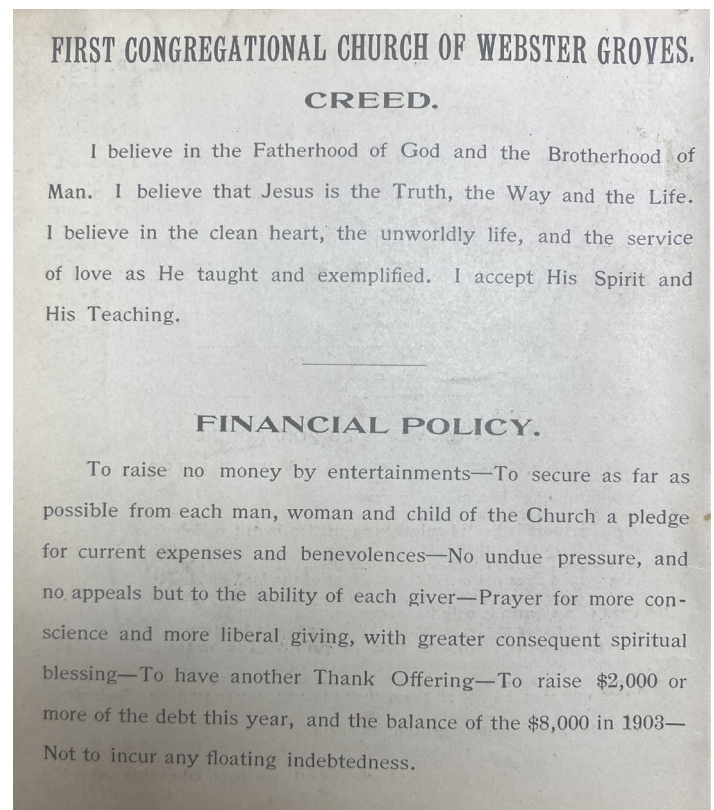 FIRST CONGREGATIONAL CHURCH OF WEBSTER GROVES.
CREED.
I believe in the Fatherhood of God and the Brotherhood of
Man. I believe that Jesus is the Truth, the Way and the Life.
I believe in the clean heart, the unworldly life, and the service
of love as He taught and exemplified. I accept His Spirit and
His Teaching.
FINANCIAL POLICY.
To raise no money by entertainments—To secure as far as
possible from each man, woman and child of the Church a pledge
for current expenses and benevolences—No undue pressure, and
no appeals but to the ability of each giver—Prayer for more con-
science and more liberal giving, with greater consequent spiritual
blessing—To have another Thank Offering—To raise $2,000 or
more of the debt this year, and the balance of the $8,000 in 1903—
Not to incur any floating indebtedness.